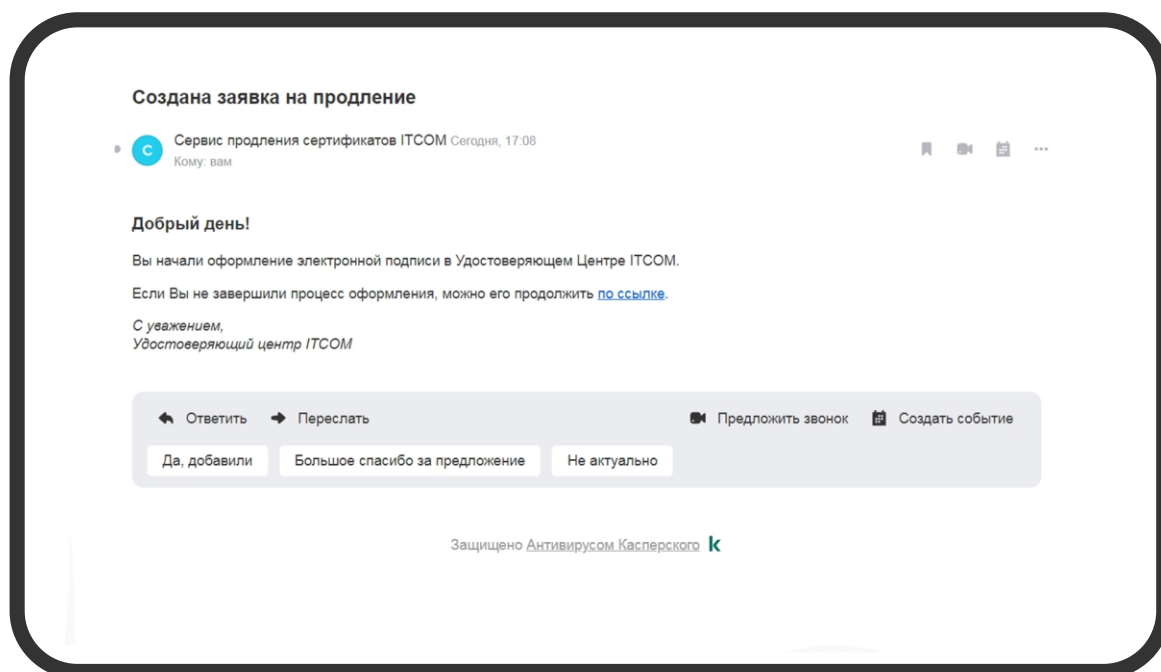 Создана заявка на продление
С
Сервис продления сертификатов ITCOM Сегодня, 17:08
Кому: вам
Добрый день!
Вы начали оформление электронной подписи в Удостоверяющем Центре ITCOM.
Если Вы не завершили процесс оформления, можно его продолжить по ссылке.
С уважением,
Удостоверяющий центр ITCOM
Ответить Переслать Предложить звонок Создать событие
Да, добавили Большое спасибо за предложение Не актуально
Защищено Антивирусом Касперского k